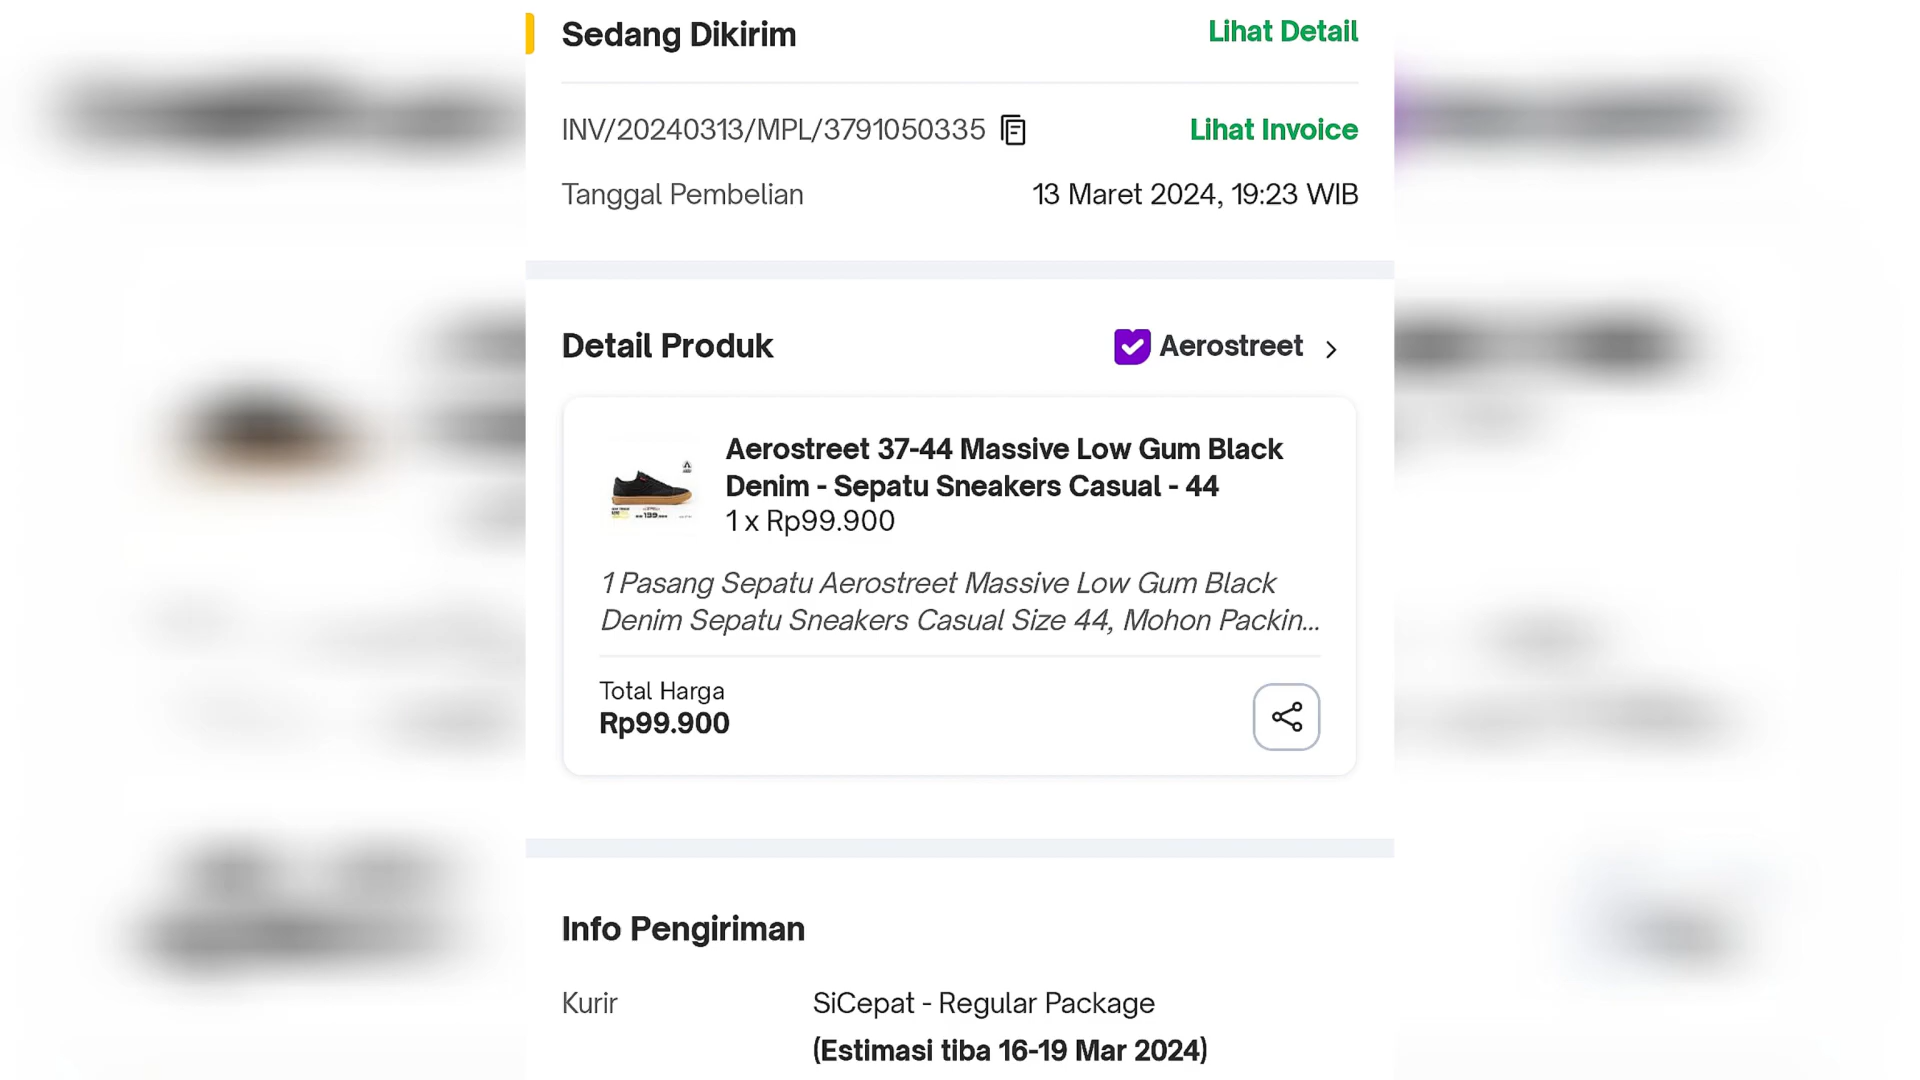 Sedang Dikirim
Lihat Detail
INV/20240313/MPL/3791050335
Lihat Invoice
Tanggal Pembelian
13 Maret 2024, 19:23 WIB
Detail Produk
Aerostreet
Aerostreet 37-44 Massive Low Gum Black
Denim - Sepatu Sneakers Casual - 44
1 x Rp99.900
1 Pasang Sepatu Aerostreet Massive Low Gum Black
Denim Sepatu Sneakers Casual Size 44, Mohon Packin...
Total Harga
Rp99.900
Info Pengiriman
Kurir
SiCepat - Regular Package
(Estimasi tiba 16-19 Mar 2024)